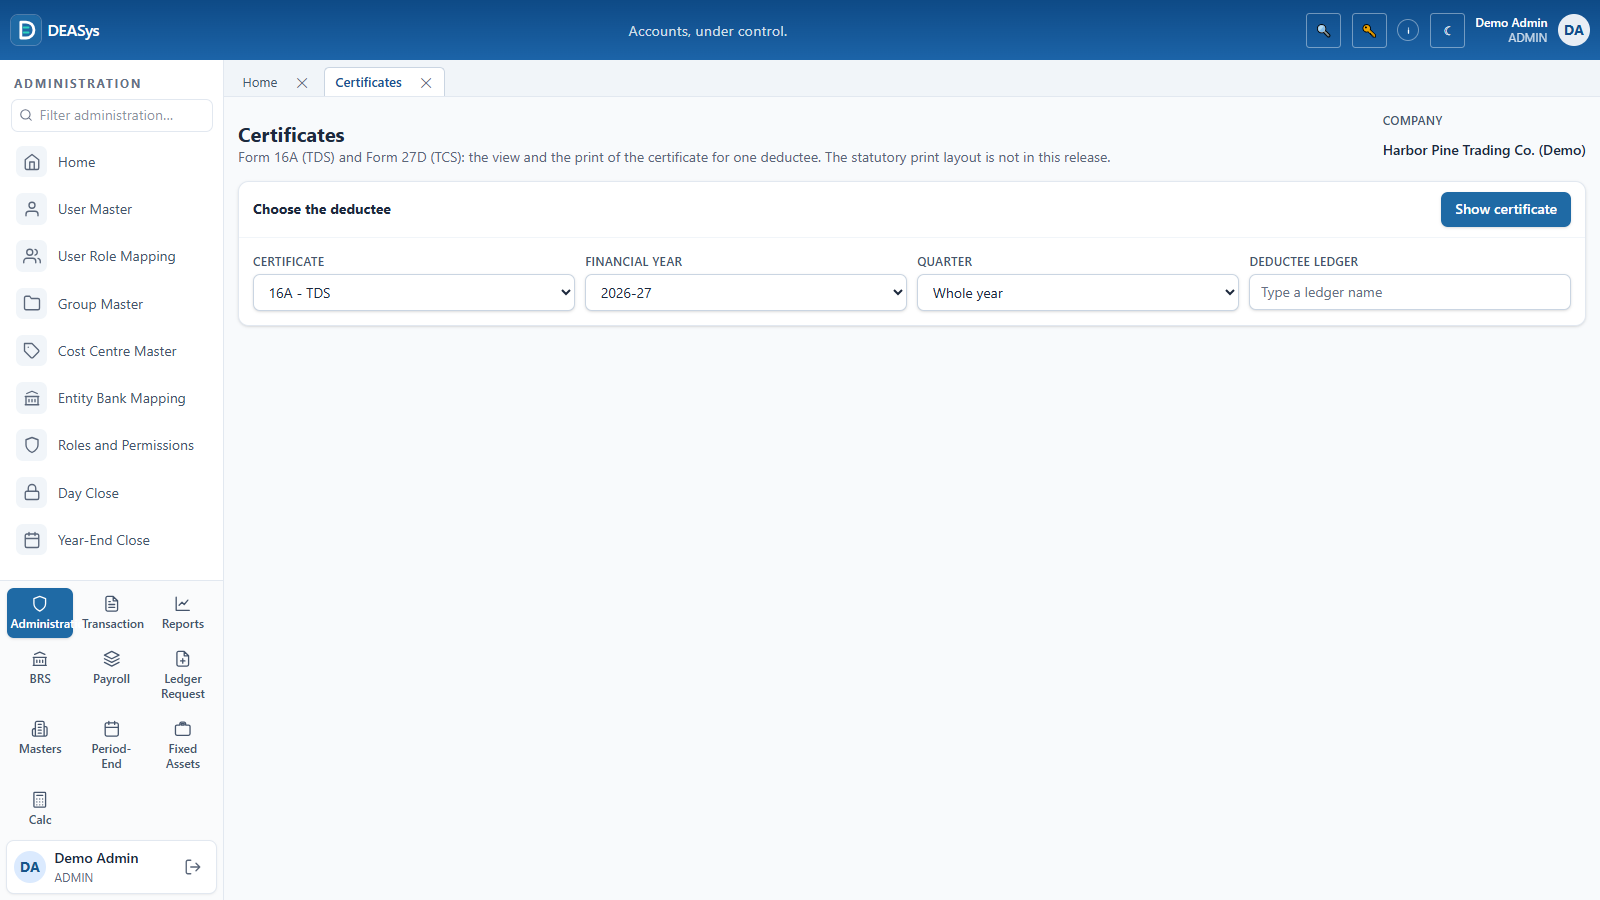 DEASys
Accounts, under control.
Demo Admin
ADMIN
DA
ADMINISTRATION
Filter administration...
Home
User Master
User Role Mapping
Group Master
Cost Centre Master
Entity Bank Mapping
Roles and Permissions
Day Close
Year-End Close
Administrat
Transaction
Reports
BRS
Payroll
Ledger
Request
Masters
Period-
End
Fixed
Assets
Calc
DA
Demo Admin
ADMIN
Home
Certificates
Certificates
Form 16A (TDS) and Form 27D (TCS): the view and the print of the certificate for one deductee. The statutory print layout is not in this release.
COMPANY
Harbor Pine Trading Co. (Demo)
Choose the deductee
Show certificate
CERTIFICATE
FINANCIAL YEAR
QUARTER
DEDUCTEE LEDGER
16A - TDS
2026-27
Whole year
Type a ledger name